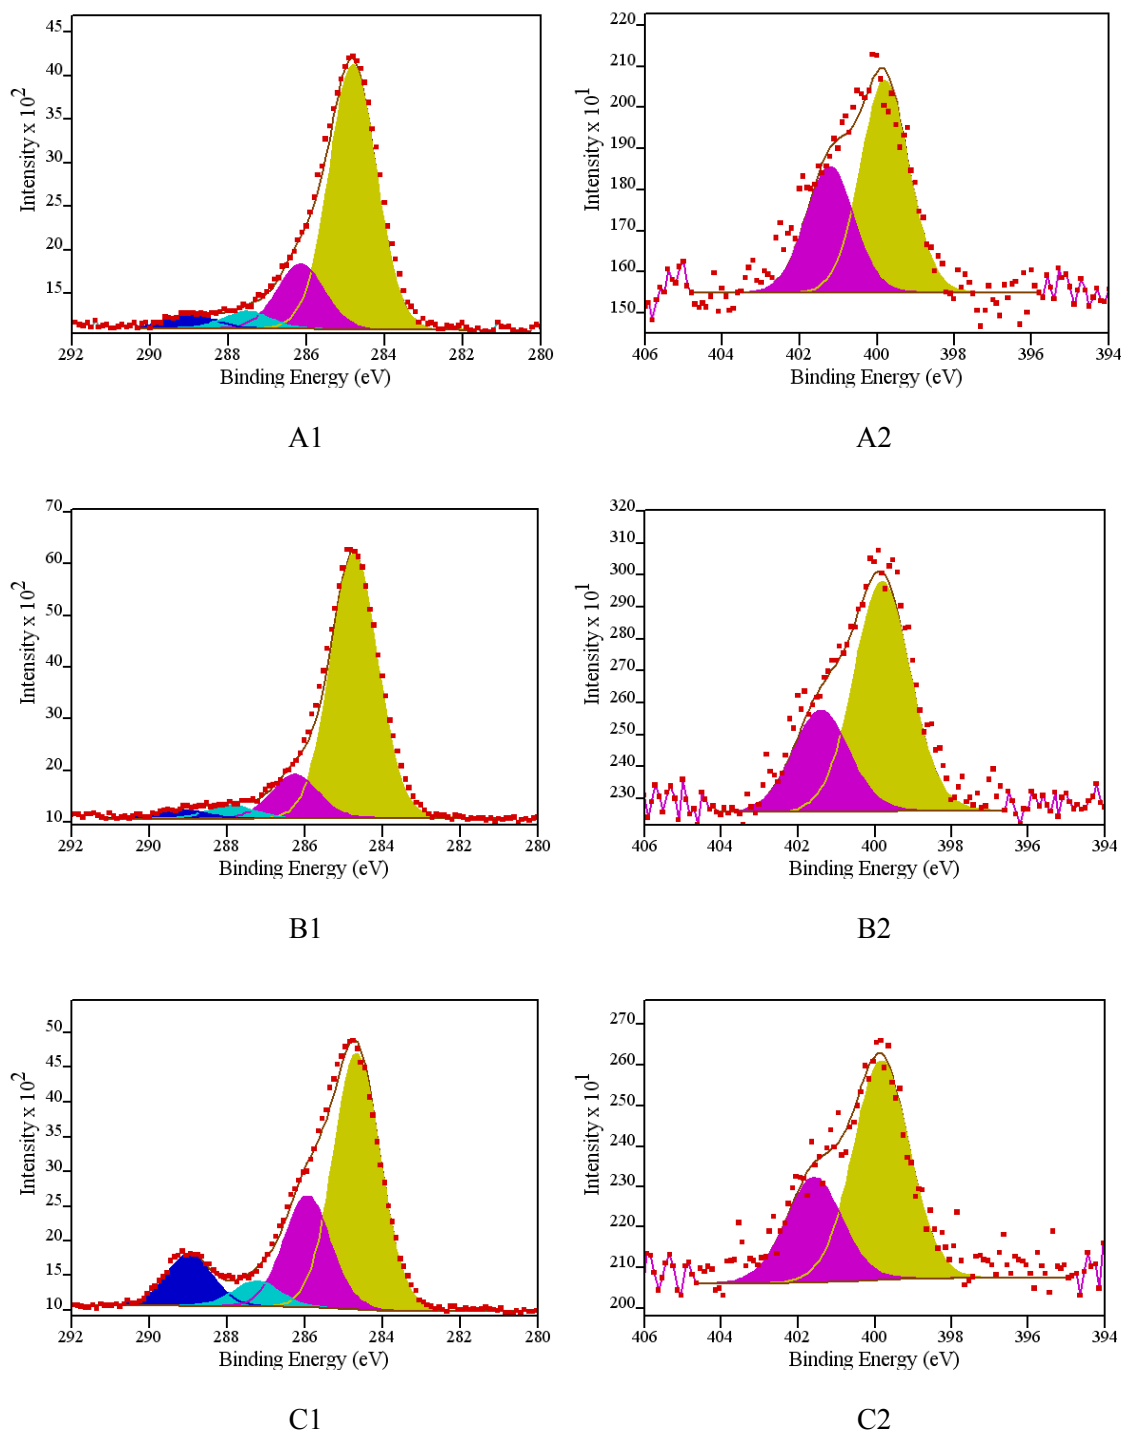 45
40
35
30
25
20
15
Intensity x 10^2
292 290 288 286 284 282 280
Binding Energy (eV)
A1
220
210
200
190
180
170
160
150
Intensity x 10^1
406 404 402 400 398 396 394
Binding Energy (eV)
A2
70
60
50
40
30
20
10
Intensity x 10^2
292 290 288 286 284 282 280
Binding Energy (eV)
B1
320
310
300
290
280
270
260
250
240
230
Intensity x 10^1
406 404 402 400 398 396 394
Binding Energy (eV)
B2
50
45
40
35
30
25
20
15
10
Intensity x 10^2
292 290 288 286 284 282 280
Binding Energy (eV)
C1
270
260
250
240
230
220
210
200
Intensity x 10^1
406 404 402 400 398 396 394
Binding Energy (eV)
C2